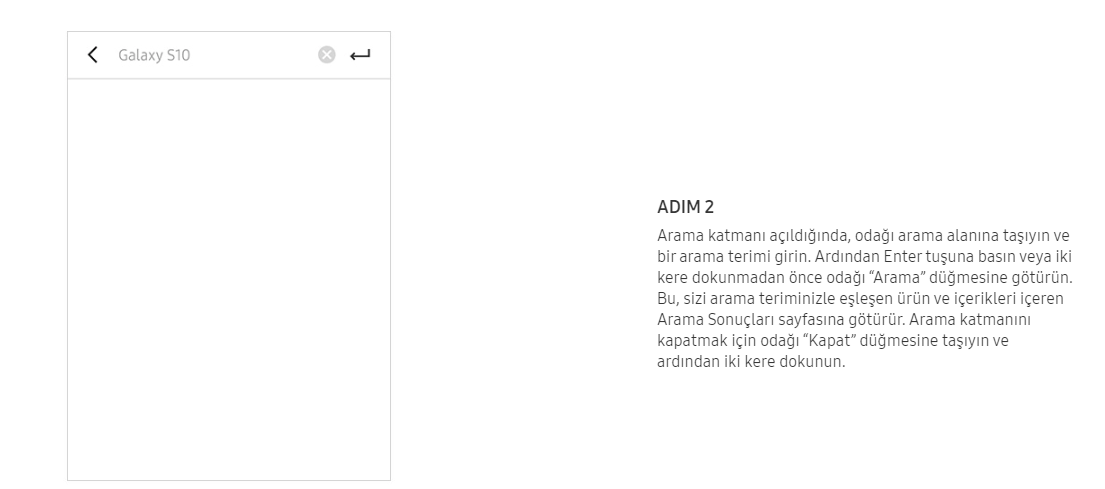 Galaxy S10
ADIM 2
Arama katmanı açıldığında, odağı arama alanına taşıyın ve
bir arama terimi girin. Ardından Enter tuşuna basın veya iki
kere dokunmadan önce odağı “Arama” düğmesine götürün.
Bu, sizi arama teriminizle eşleşen ürün ve içerikleri içeren
Arama Sonuçları sayfasına götürür. Arama katmanını
kapatmak için odağı “Kapat” düğmesine taşıyın ve
ardından iki kere dokunun.